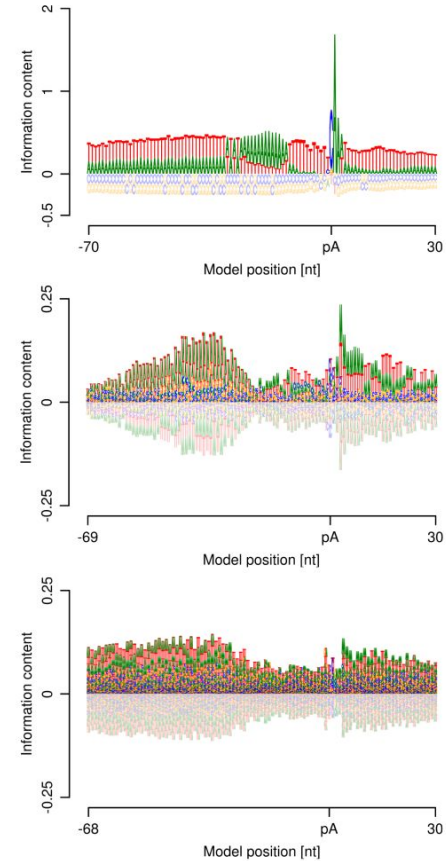 2
1
0
-0.5
Information content
-70
pA
30
Model position [nt]
0.25
0
-0.25
Information content
-69
pA
30
Model position [nt]
0.25
0
-0.25
Information content
-68
pA
30
Model position [nt]